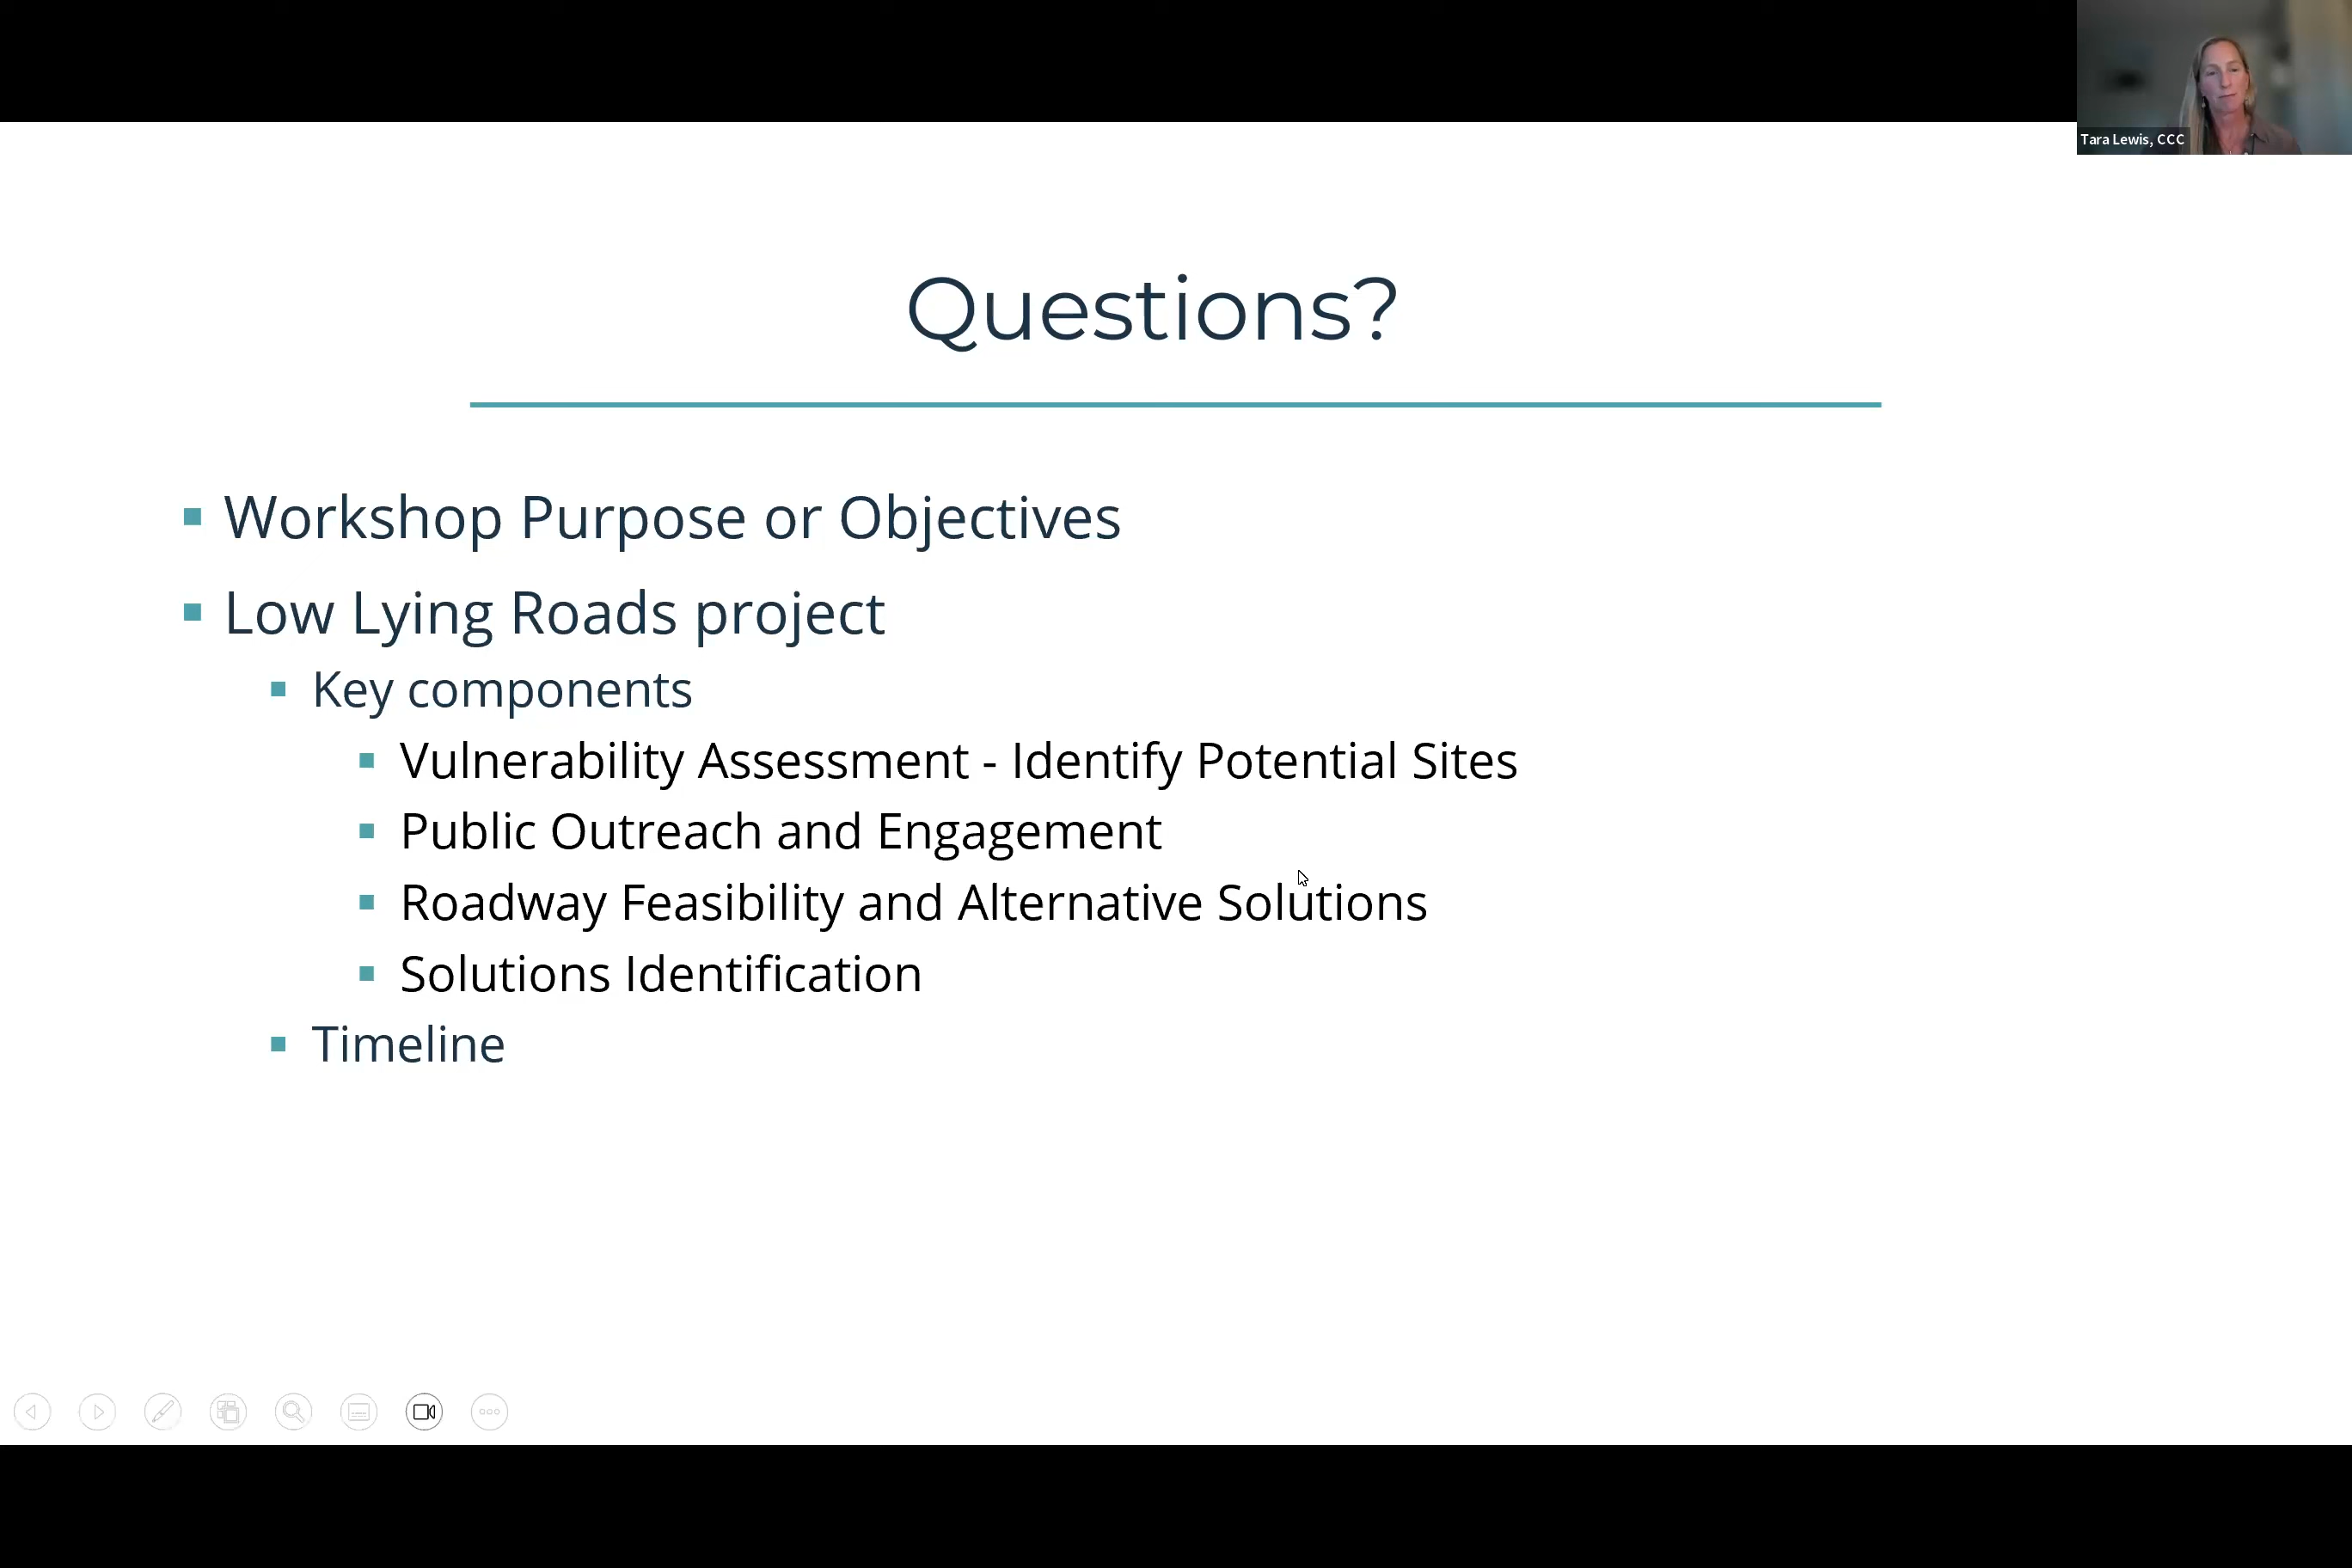 Tara Lewis, CCC
Questions?
Workshop Purpose or Objectives
Low Lying Roads project
Key components
Vulnerability Assessment - Identify Potential Sites
Public Outreach and Engagement
Roadway Feasibility and Alternative Solutions
Solutions Identification
Timeline